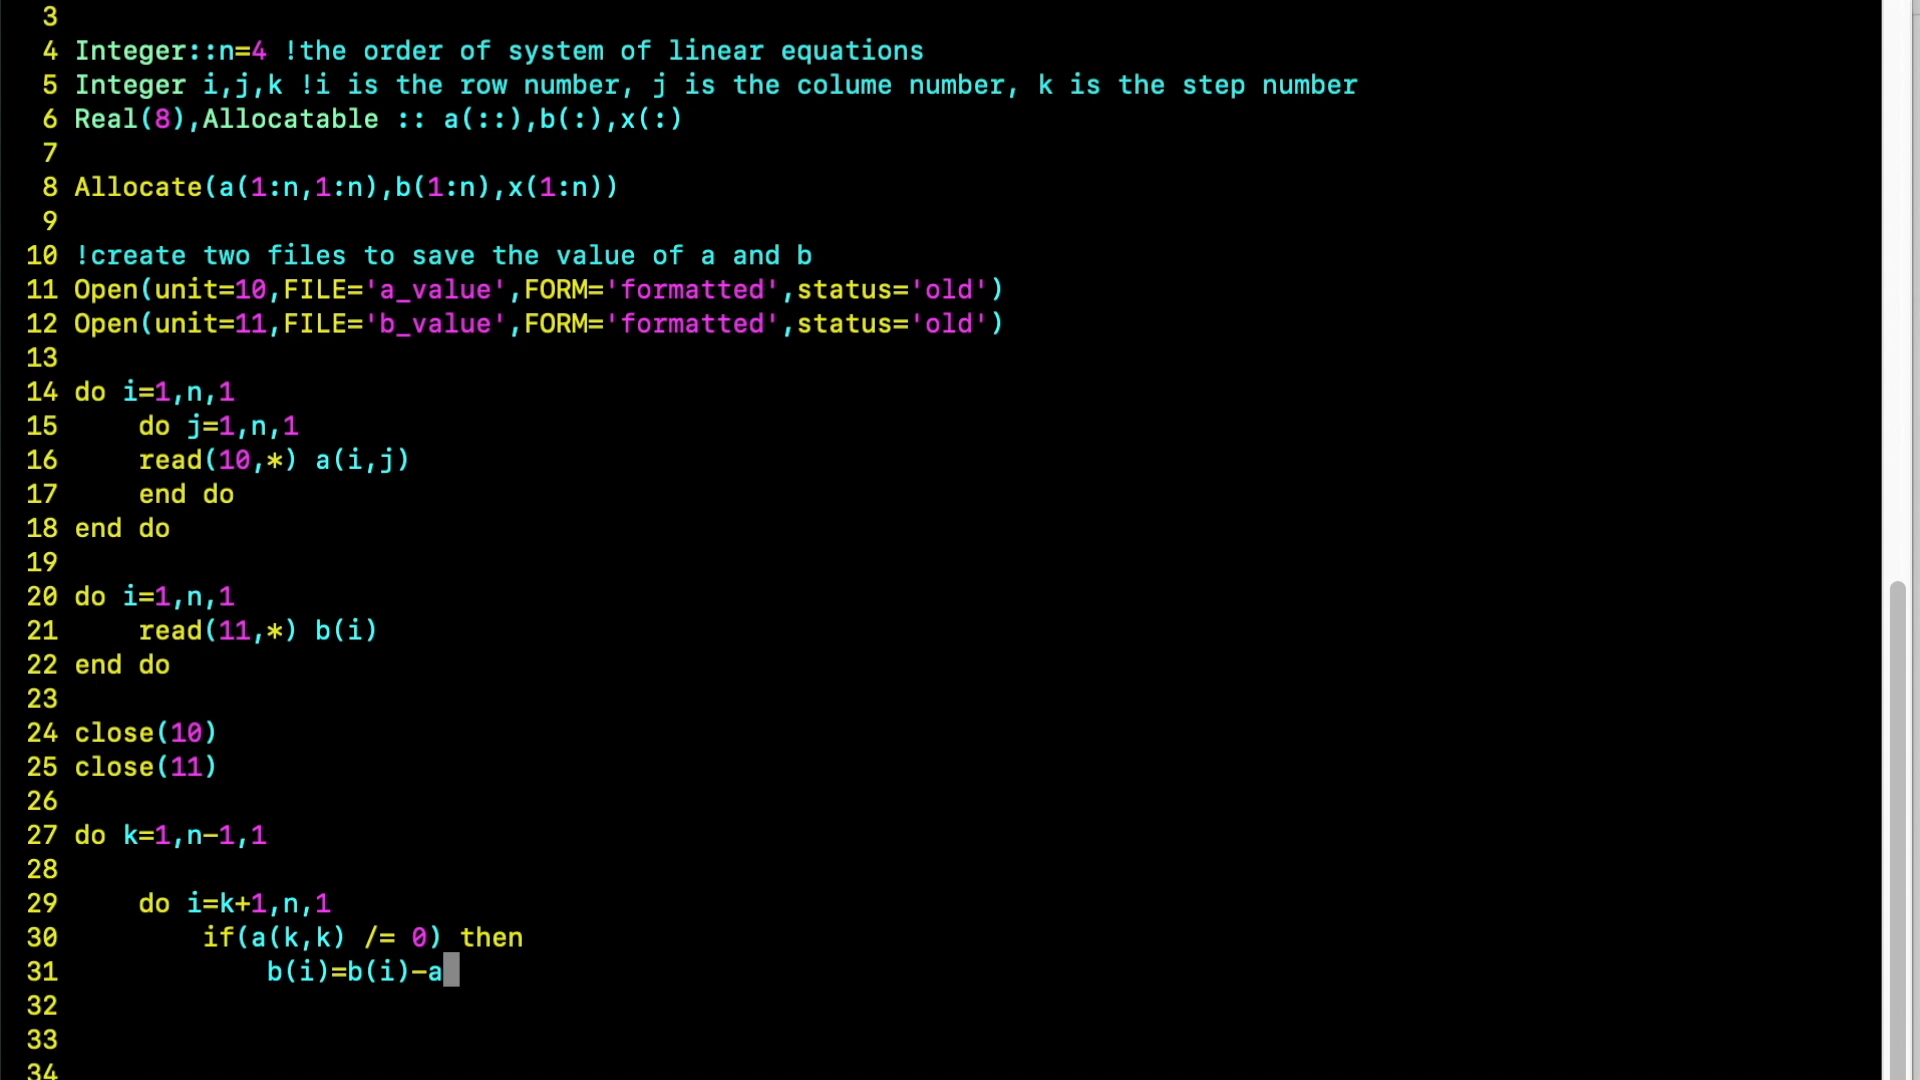 3
4 Integer::n=4 !the order of system of linear equations
5 Integer i,j,k !i is the row number, j is the colume number, k is the step number
6 Real(8),Allocatable :: a(::),b(:),x(:)
7
8 Allocate(a(1:n,1:n),b(1:n),x(1:n))
9
10 !create two files to save the value of a and b
11 Open(unit=10,FILE='a_value',FORM='formatted',status='old')
12 Open(unit=11,FILE='b_value',FORM='formatted',status='old')
13
14 do i=1,n,1
15     do j=1,n,1
16     read(10,*) a(i,j)
17     end do
18 end do
19
20 do i=1,n,1
21     read(11,*) b(i)
22 end do
23
24 close(10)
25 close(11)
26
27 do k=1,n-1,1
28
29     do i=k+1,n,1
30         if(a(k,k) /= 0) then
31             b(i)=b(i)-a
32
33
34